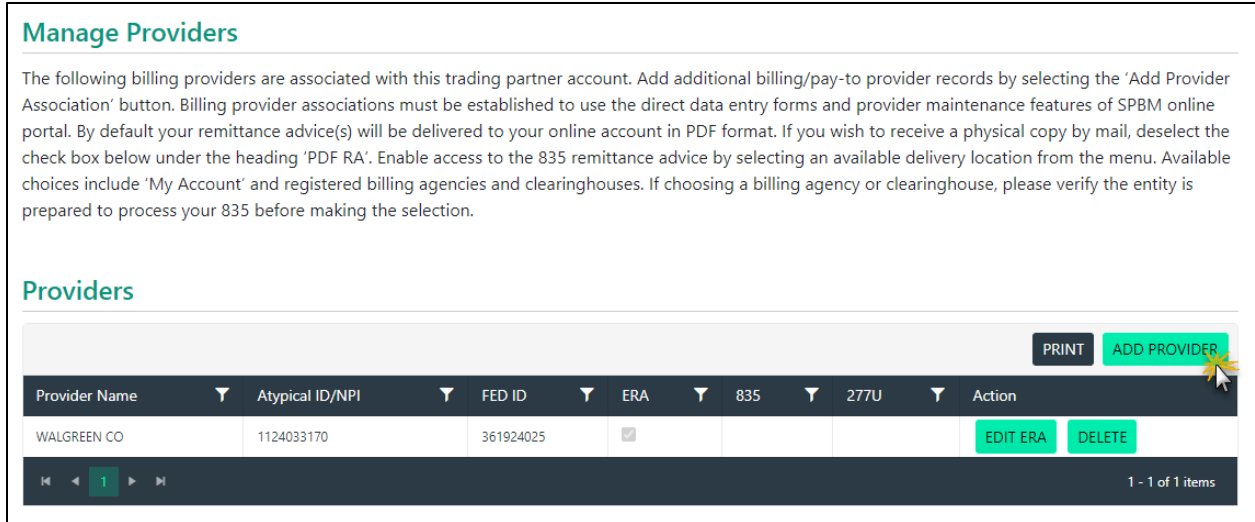 Manage Providers
The following billing providers are associated with this trading partner account. Add additional billing/pay-to provider records by selecting the ‘Add Provider
Association’ button. Billing provider associations must be established to use the direct data entry forms and provider maintenance features of SPBM online
portal. By default your remittance advice(s) will be delivered to your online account in PDF format. If you wish to receive a physical copy by mail, deselect the
check box below under the heading ‘PDF RA’. Enable access to the 835 remittance advice by selecting an available delivery location from the menu. Available
choices include ‘My Account’ and registered billing agencies and clearinghouses. If choosing a billing agency or clearinghouse, please verify the entity is
prepared to process your 835 before making the selection.
Providers
PRINT ADD PROVIDER
Provider Name Atypical ID/NPI FED ID ERA 835 277U Action
WALGREEN CO 1124033170 361924025 EDIT ERA DELETE
1 1 - 1 of 1 items